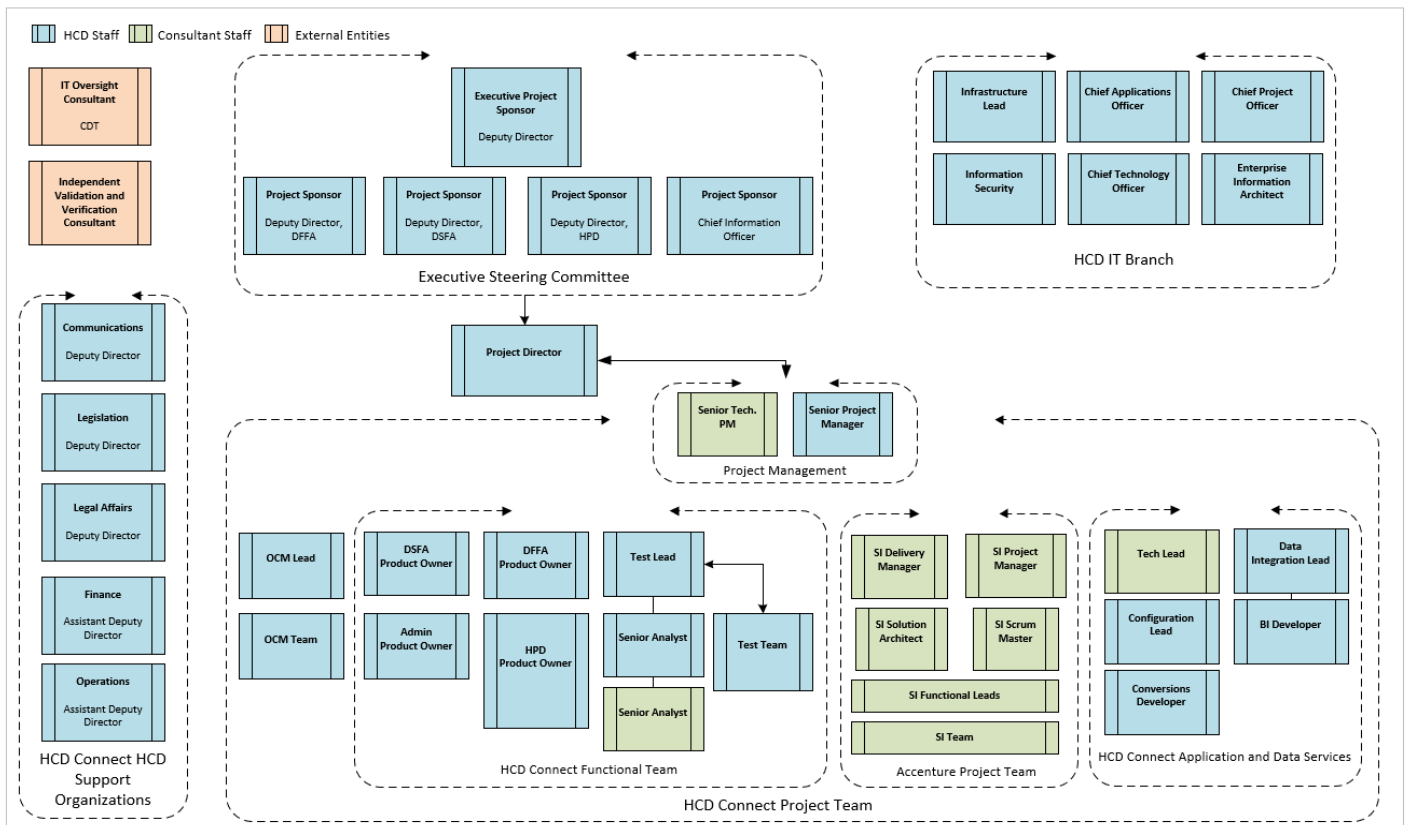 HCD Staff
Consultant Staff
External Entities
IT Oversight
Consultant
CDT
Independent
Validation and
Verification
Consultant
Executive Project
Sponsor
Deputy Director
Project Sponsor
Deputy Director,
DFFA
Project Sponsor
Deputy Director,
DSFA
Project Sponsor
Deputy Director,
HPD
Project Sponsor
Chief Information
Officer
Executive Steering Committee
Infrastructure
Lead
Chief Applications
Officer
Chief Project
Officer
Information
Security
Chief Technology
Officer
Enterprise
Information
Architect
HCD IT Branch
Communications
Deputy Director
Legislation
Deputy Director
Legal Affairs
Deputy Director
Finance
Assistant Deputy
Director
Operations
Assistant Deputy
Director
HCD Connect HCD
Support
Organizations
Project Director
Senior Tech.
PM
Senior Project
Manager
Project Management
OCM Lead
OCM Team
DSFA
Product Owner
DFFA
Product Owner
Test Lead
Admin
Product Owner
HPD
Product Owner
Senior Analyst
Test Team
Senior Analyst
HCD Connect Functional Team
SI Delivery
Manager
SI Project
Manager
SI Solution
Architect
SI Scrum
Master
SI Functional Leads
SI Team
Accenture Project Team
Tech Lead
Data
Integration Lead
Configuration
Lead
BI Developer
Conversions
Developer
HCD Connect Application and Data Services
HCD Connect Project Team